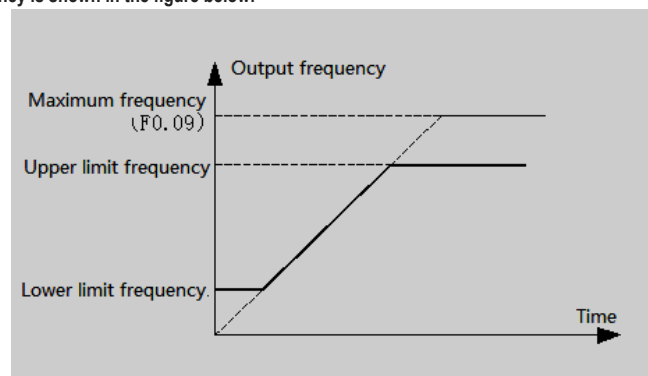 is shown in the figure below.
Output frequency
Maximum frequency
(F0.09)
Upper limit frequency
Lower limit frequency.
Time